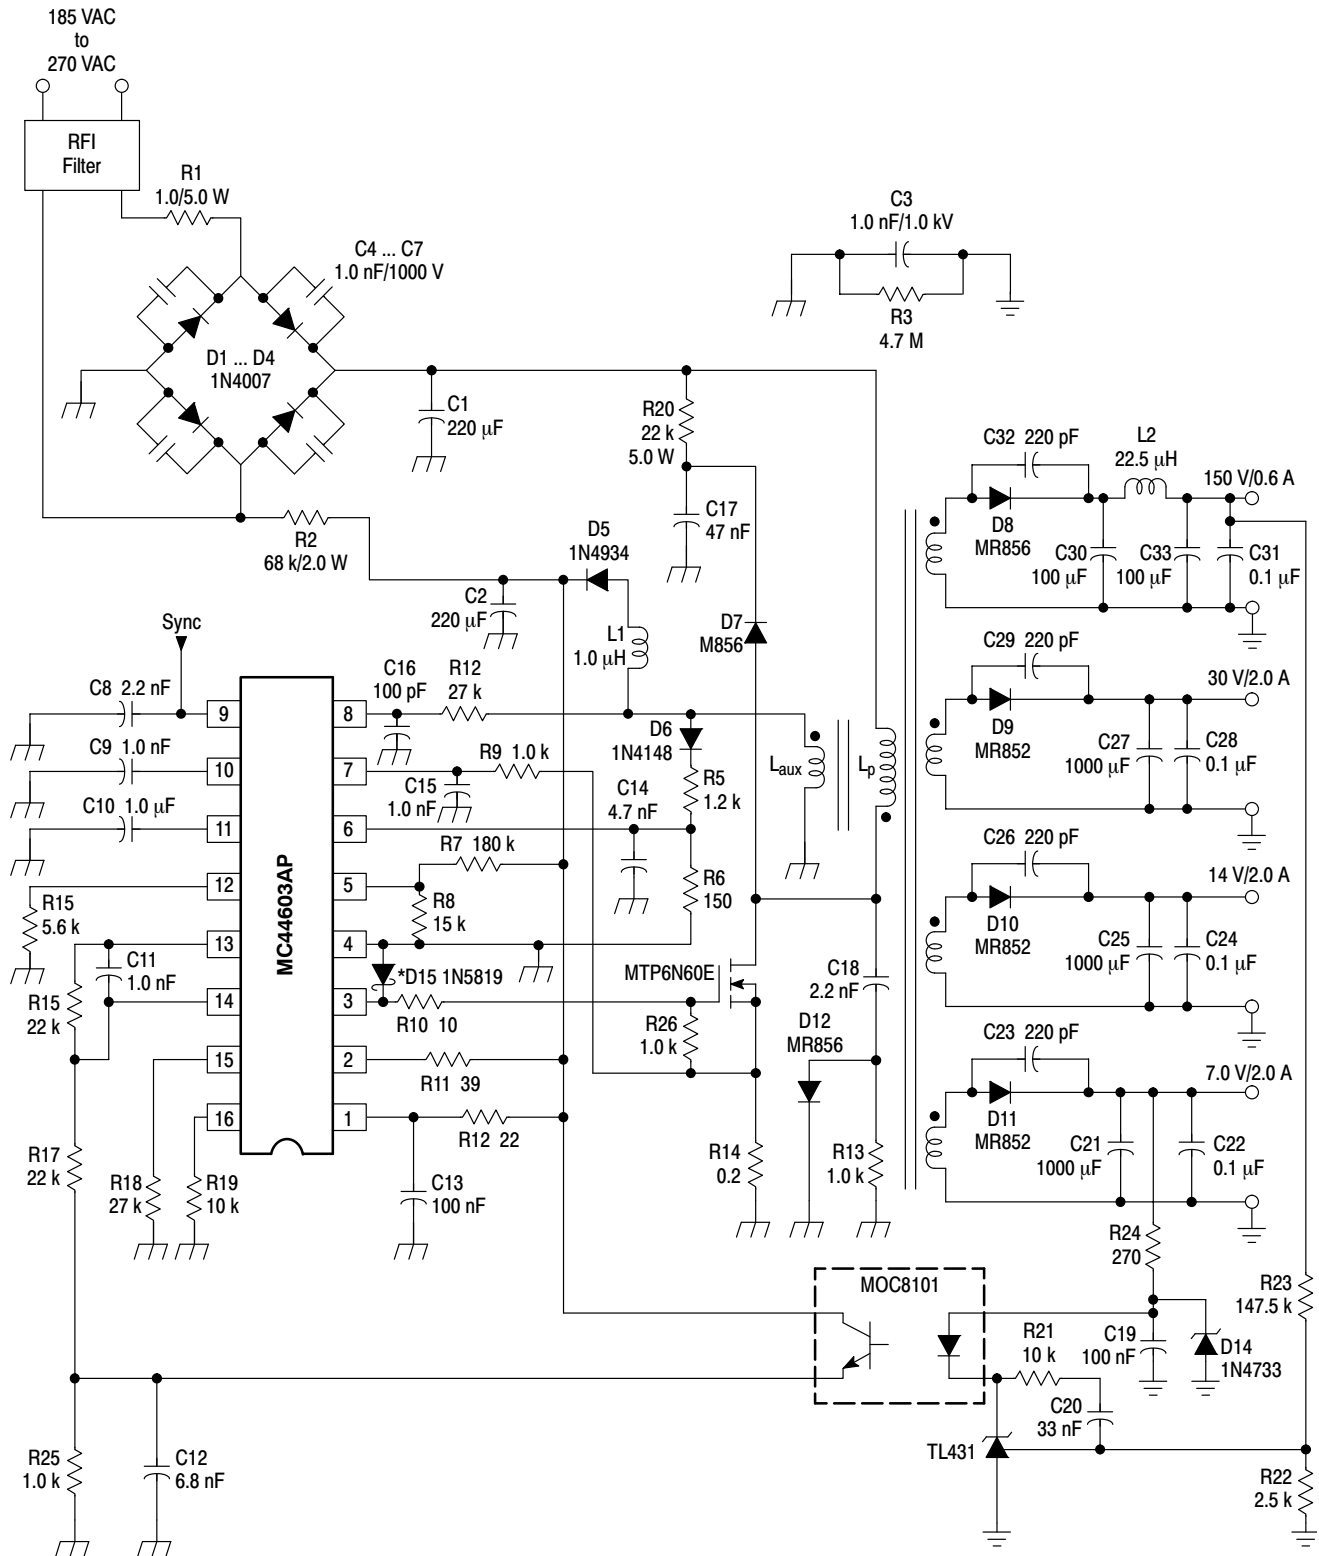 185 VAC
to
270 VAC
RFI
Filter
R1
1.0/5.0 W
C3
1.0 nF/1.0 kV
R3
4.7 M
C4 ... C7
1.0 nF/1000 V
D1 ... D4
1N4007
C1
220 µF
R20
22 k
5.0 W
C17
47 nF
R2
68 k/2.0 W
D5
1N4934
C2
220 µF
L1
1.0 µH
D7
M856
C32 220 pF
L2
22.5 µH
150 V/0.6 A
D8
MR856
C30
100 µF
C33
100 µF
C31
0.1 µF
Sync
C8 2.2 nF
C9 1.0 nF
C10 1.0 µF
C16
100 pF
R12
27 k
D6
1N4148
R9 1.0 k
C15
1.0 nF
C14
4.7 nF
R5
1.2 k
Laux
Lp
C29 220 pF
30 V/2.0 A
D9
MR852
C27
1000 µF
C28
0.1 µF
MC44603AP
9
10
11
12
13
14
15
16
8
7
6
5
4
3
2
1
R7 180 k
R8
15 k
R6
150
R15
5.6 k
C11
1.0 nF
R15
22 k
*D15 1N5819
R10 10
MTP6N60E
C18
2.2 nF
R26
1.0 k
D12
MR856
R11 39
R12 22
C26 220 pF
14 V/2.0 A
D10
MR852
C25
1000 µF
C24
0.1 µF
C23 220 pF
7.0 V/2.0 A
D11
MR852
C21
1000 µF
C22
0.1 µF
R17
22 k
R18
27 k
R19
10 k
C13
100 nF
R14
0.2
R13
1.0 k
R24
270
MOC8101
R23
147.5 k
R21
10 k
C19
100 nF
D14
1N4733
C20
33 nF
TL431
R25
1.0 k
C12
6.8 nF
R22
2.5 k